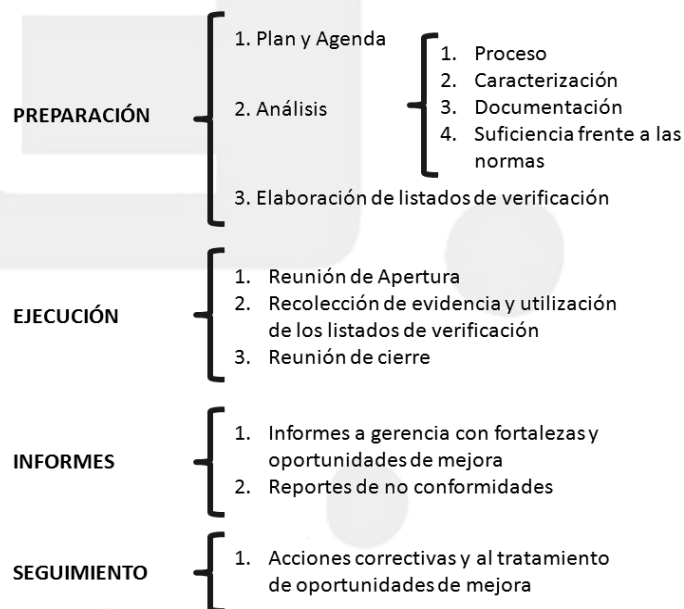 PREPARACIÓN
1. Plan y Agenda
2. Análisis
1. Proceso
2. Caracterización
3. Documentación
4. Suficiencia frente a las
normas
3. Elaboración de listados de verificación
EJECUCIÓN
1. Reunión de Apertura
2. Recolección de evidencia y utilización
de los listados de verificación
3. Reunión de cierre
INFORMES
1. Informes a gerencia con fortalezas y
oportunidades de mejora
2. Reportes de no conformidades
SEGUIMIENTO
1. Acciones correctivas y al tratamiento
de oportunidades de mejora